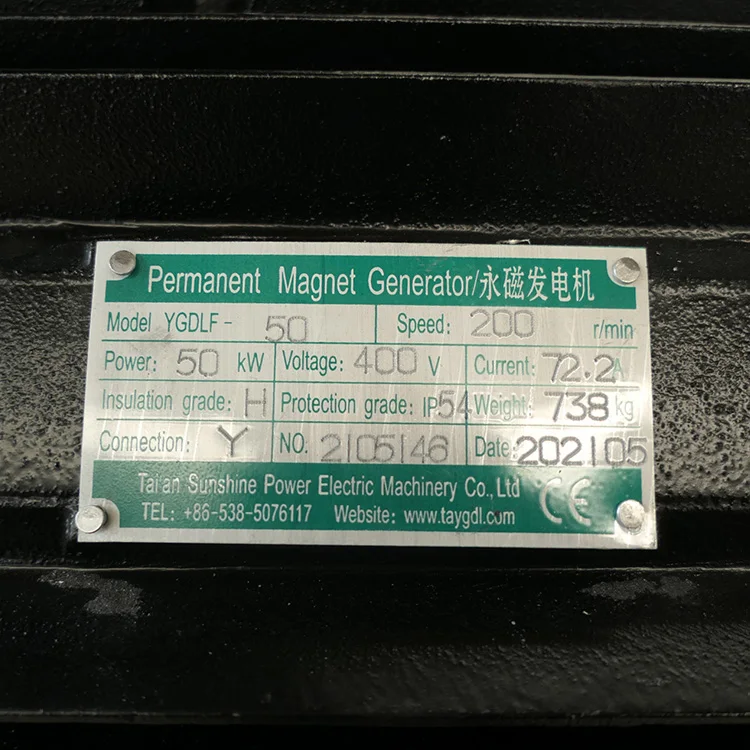 Permanent Magnet Generator/永磁发电机
Model YGDLF- 50 Speed: 200 r/min
Power: 50 kW Voltage: 400 V Current: 72.2A
Insulation grade: H Protection grade: IP54 Weight: 738kg
Connection: Y NO. 2105146 Date: 202105
Tai an Sunshine Power Electric Machinery Co., Ltd
TEL: +86-538-5076117 Website: www.taygdl.com
CE